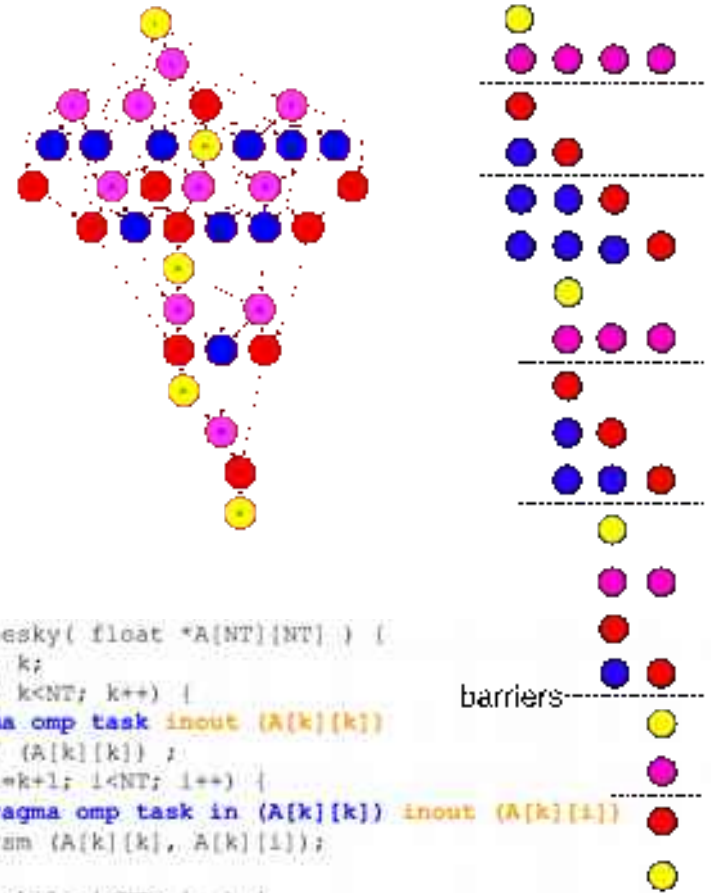 esky( float *A[NT][NT] ) {
k;
k<NT; k++) {
a omp task inout (A[k][k])
(A[k][k]) ;
=k+1; i<NT; i++) {
agma omp task in (A[k][k]) inout (A[k][i])
sm (A[k][k], A[k][i]);
barriers